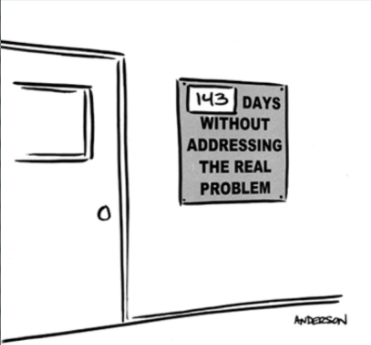 143 DAYS
WITHOUT
ADDRESSING
THE REAL
PROBLEM
ANDERSON